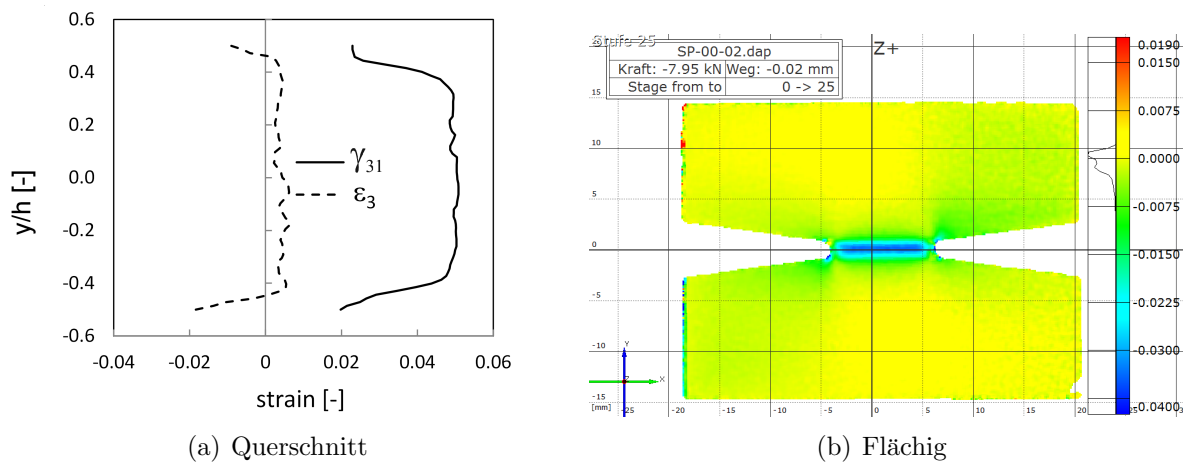 0.6
0.4
0.2
0.0
-0.2
-0.4
-0.6
y/h [-]
-0.04
-0.02
0
0.02
0.04
0.06
strain [-]
γ31
ε3
(a) Querschnitt
Stufe 25
SP-00-02.dap
Kraft: -7.95 kN Weg: -0.02 mm
Stage from to 0 -> 25
Z+
15
10
5
0
-5
-10
-15
[mm]
-25
-20
-15
-10
-5
0
5
10
15
20
Y
X
Z
0.0190
0.0150
0.0075
0.0000
-0.0075
-0.0150
-0.0225
-0.0300
-0.0400
(b) Flächig